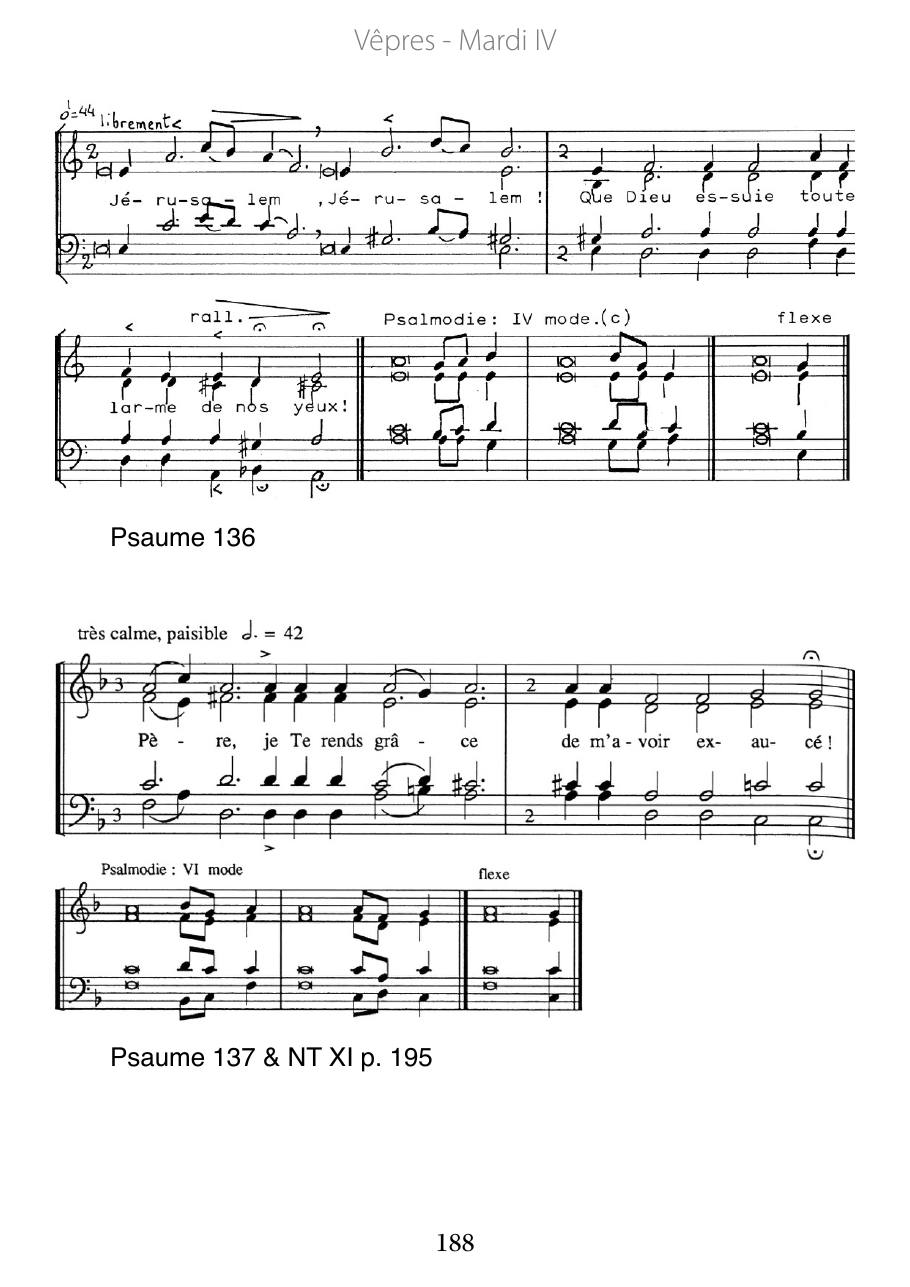 Vêpres - Mardi IV
♩=44 librement
Jé- ru-sa - lem , Jé- ru- sa - lem ! Que Dieu es-suie toute
rall. Psalmodie: IV mode.(c) flexe
lar-me de nos yeux!
Psaume 136
très calme, paisible 𝅗𝅥. = 42
Pè - re, je Te rends grâ - ce de m'a - voir ex- au- cé !
Psalmodie : VI mode flexe
Psaume 137 & NT XI p. 195
188